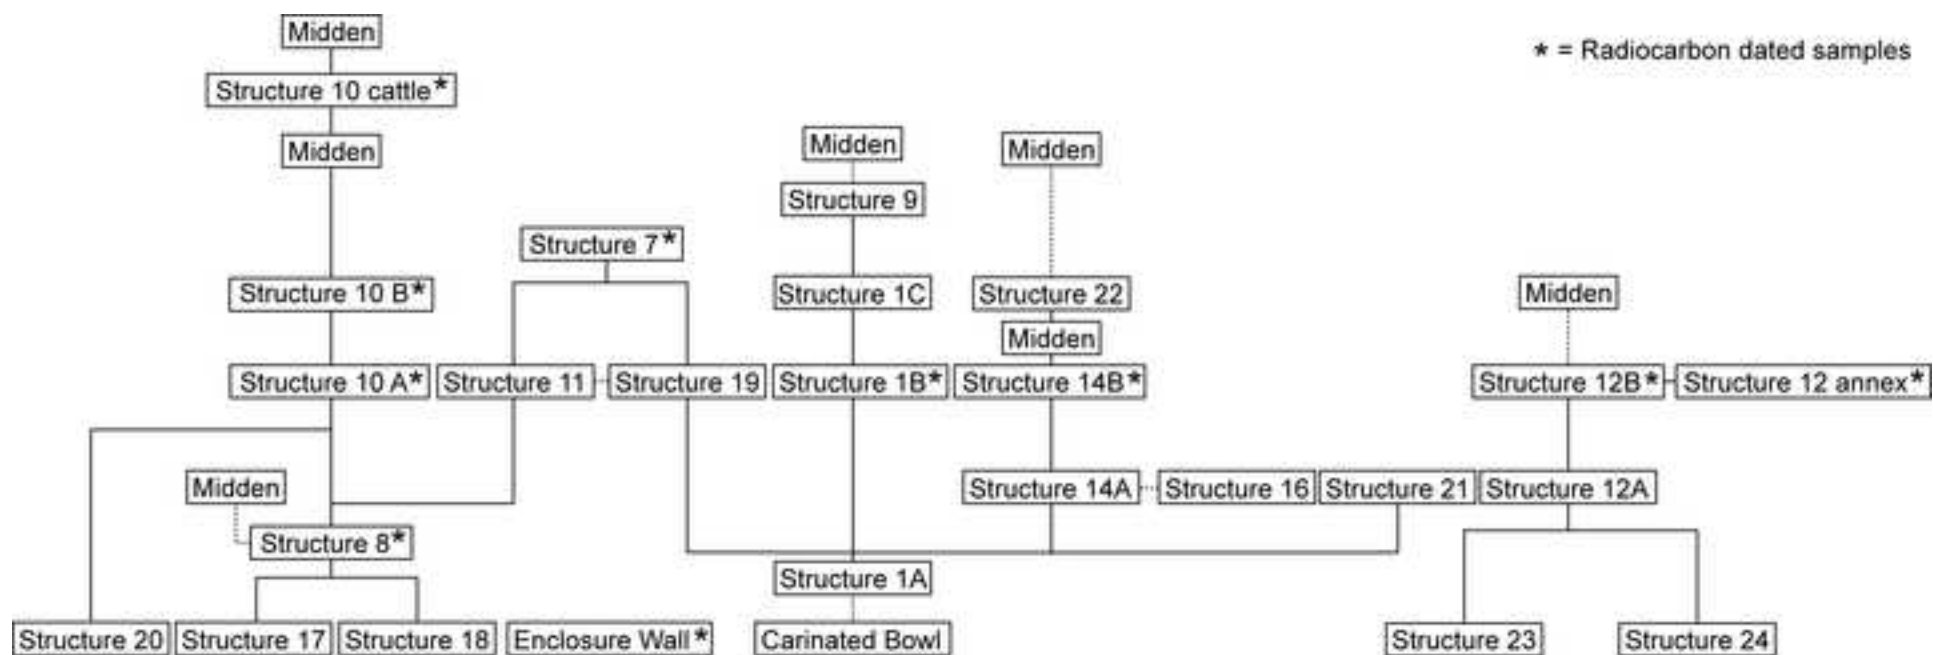 Midden
* = Radiocarbon dated samples
Structure 10 cattle*
Midden
Midden
Midden
Structure 9
Structure 7*
Structure 10 B*
Structure 1C
Structure 22
Midden
Midden
Structure 10 A*
Structure 11
Structure 19
Structure 1B*
Structure 14B*
Structure 12B*
Structure 12 annex*
Midden
Structure 14A
Structure 16
Structure 21
Structure 12A
Structure 8*
Structure 1A
Structure 20
Structure 17
Structure 18
Enclosure Wall*
Carinated Bowl
Structure 23
Structure 24